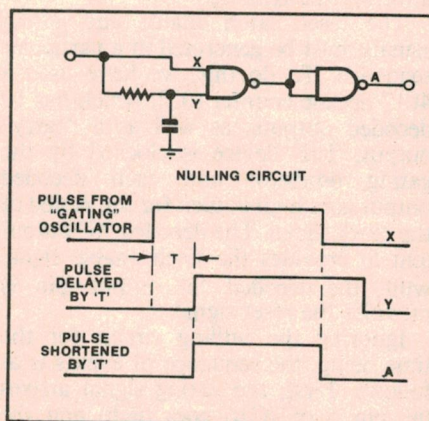 X
A
Y
NULLING CIRCUIT
PULSE FROM
"GATING"
OSCILLATOR
X
T
PULSE DELAYED
BY 'T'
Y
PULSE
SHORTENED
BY 'T'
A